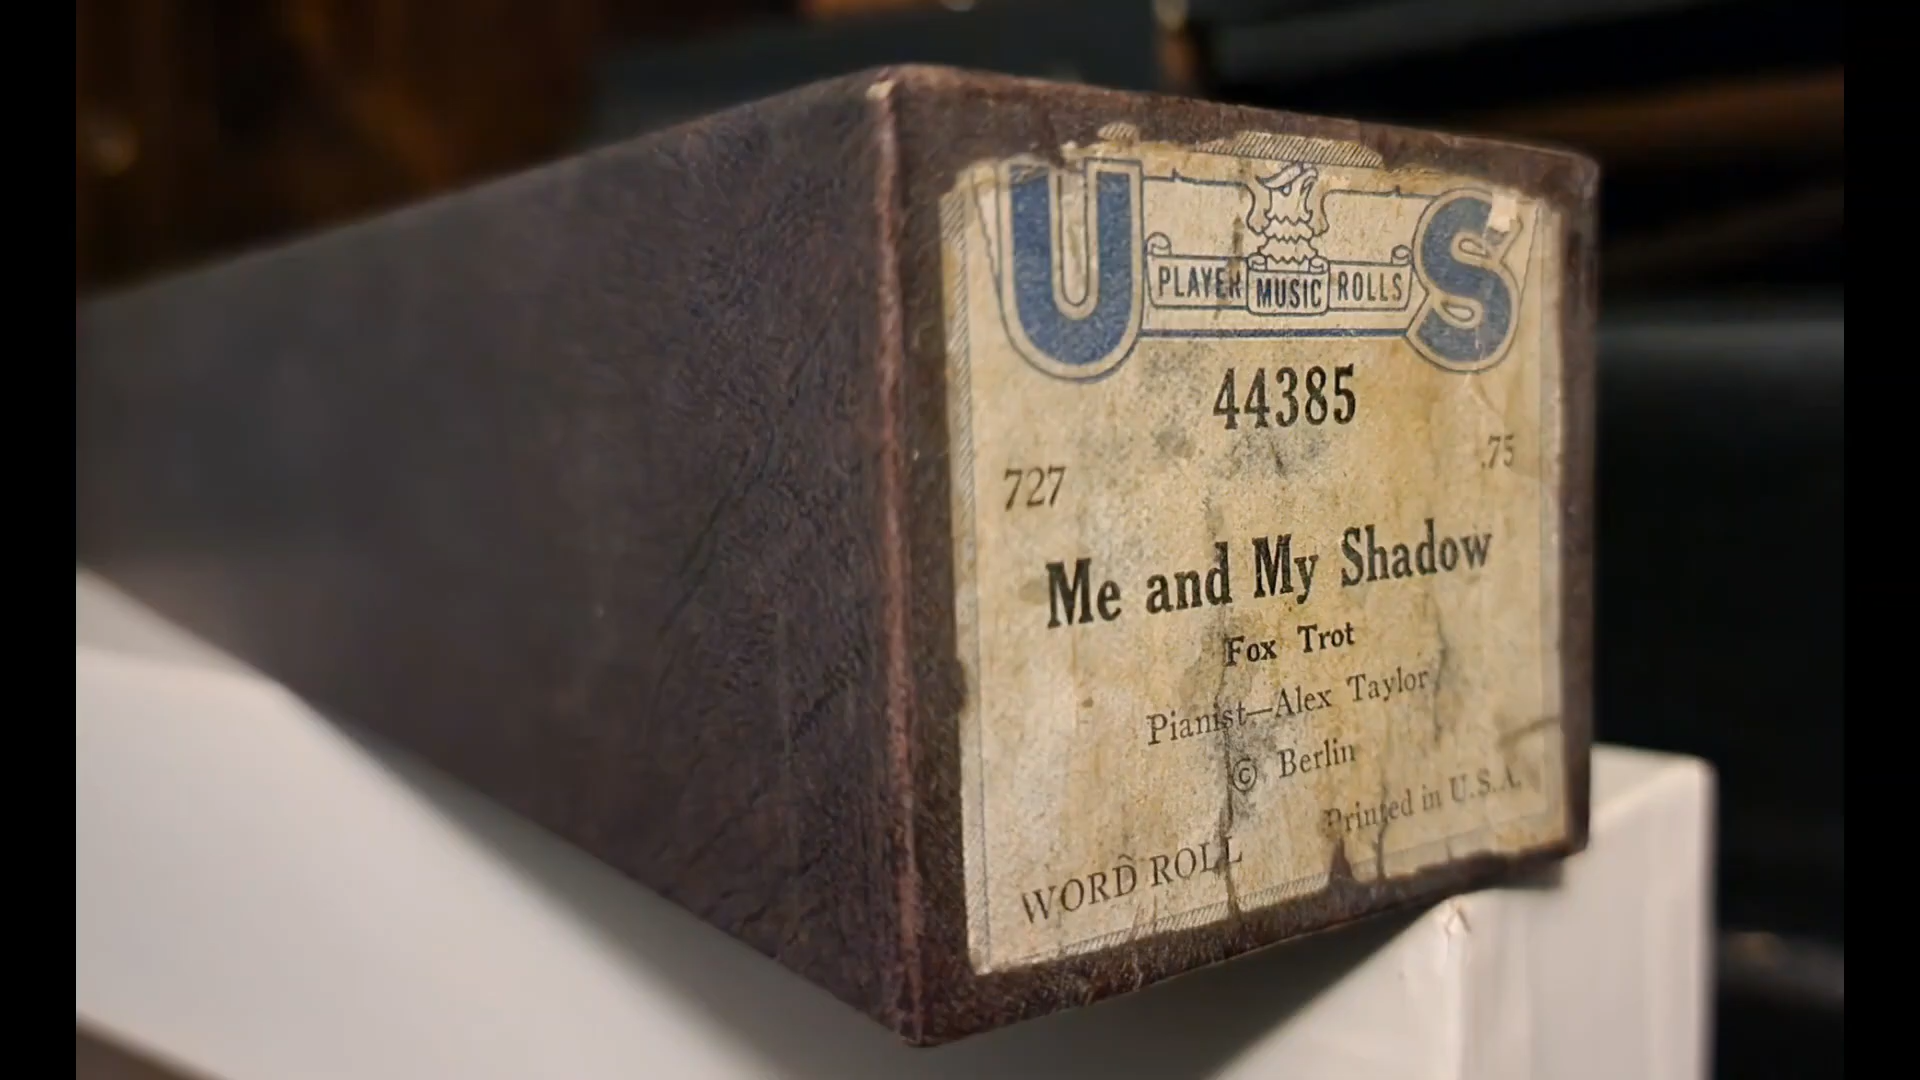 U S
PLAYER MUSIC ROLLS
44385
727 .75
Me and My Shadow
Fox Trot
Pianist—Alex Taylor
© Berlin
Printed in U.S.A.
WORD ROLL